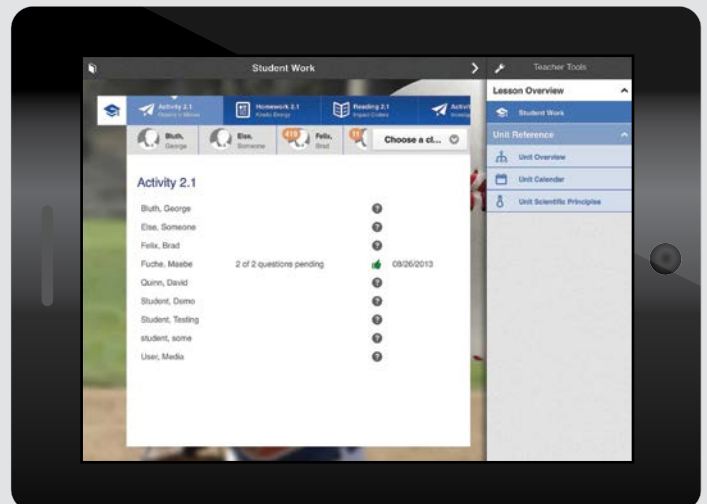 Student Work
Teacher Tools
Lesson Overview
Student Work
Unit Reference
Unit Overview
Unit Calendar
Unit Scientific Principles
Activity 2.1
Homework 2.1
Kinetic Energy
Reading 2.1
Impact Craters
Activi
Bluth,
George
Else,
Someone
Felix,
Brad
Choose a cl...
Activity 2.1
Bluth, George
Else, Someone
Felix, Brad
Fuche, Maebe 2 of 2 questions pending 08/26/2013
Quinn, David
Student, Demo
Student, Testing
student, some
User, Media